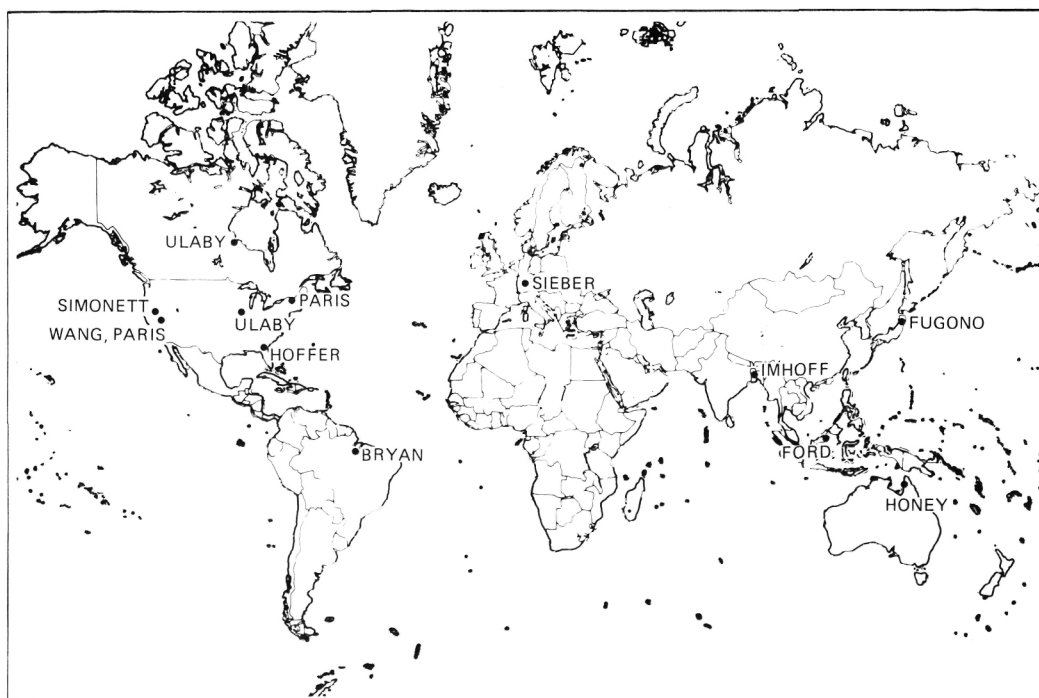 ULABY
SIEBER
SIMONETT
PARIS
ULABY
WANG, PARIS
FUGONO
HOFFER
IMHOFF
BRYAN
FORD
HONEY